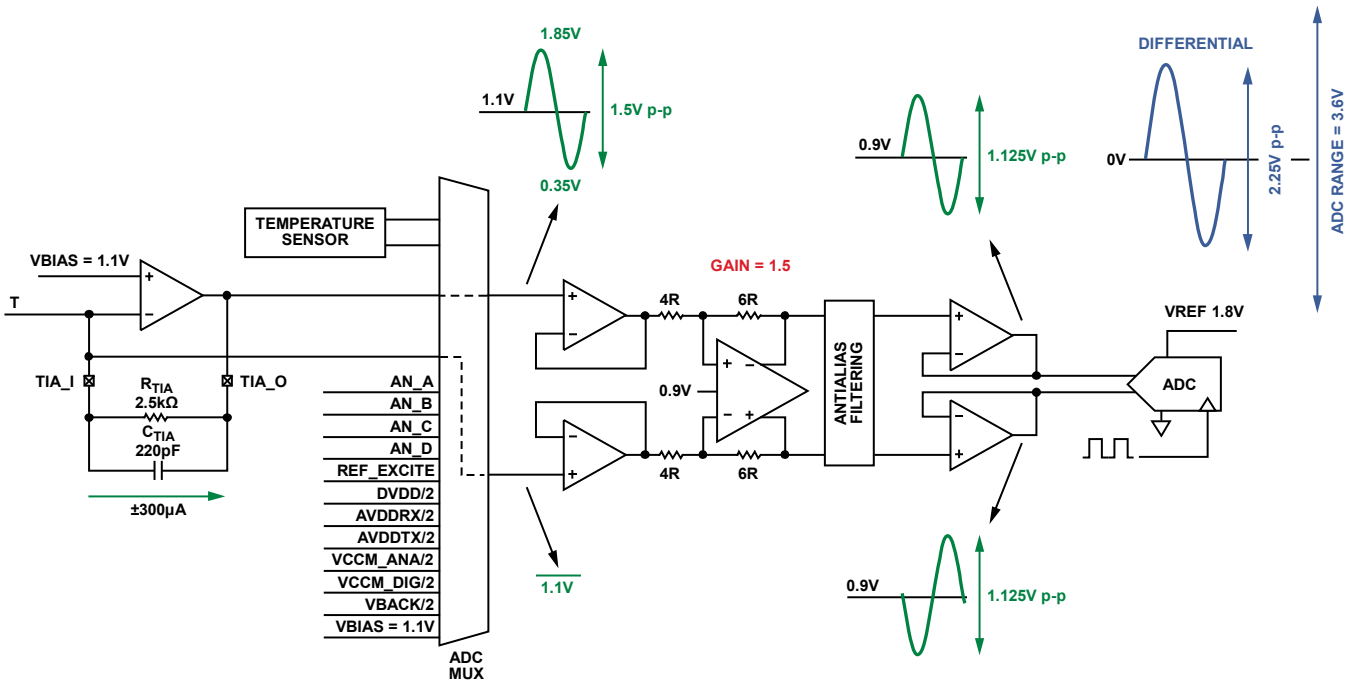 1.85V
1.1V
1.5V p-p
0.35V
DIFFERENTIAL
0.9V
1.125V p-p
0V
2.25V p-p
ADC RANGE = 3.6V
TEMPERATURE
SENSOR
VBIAS = 1.1V
+
−
T
TIA_I
RTIA
2.5kΩ
TIA_O
CTIA
220pF
±300µA
AN_A
AN_B
AN_C
AN_D
REF_EXCITE
DVDD/2
AVDDRX/2
AVDDTX/2
VCCM_ANA/2
VCCM_DIG/2
VBACK/2
VBIAS = 1.1V
ADC
MUX
+
−
−
+
1.1V
GAIN = 1.5
4R
6R
+ −
0.9V
− +
4R
6R
ANTIALIAS
FILTERING
+
−
−
+
VREF 1.8V
ADC
0.9V
1.125V p-p